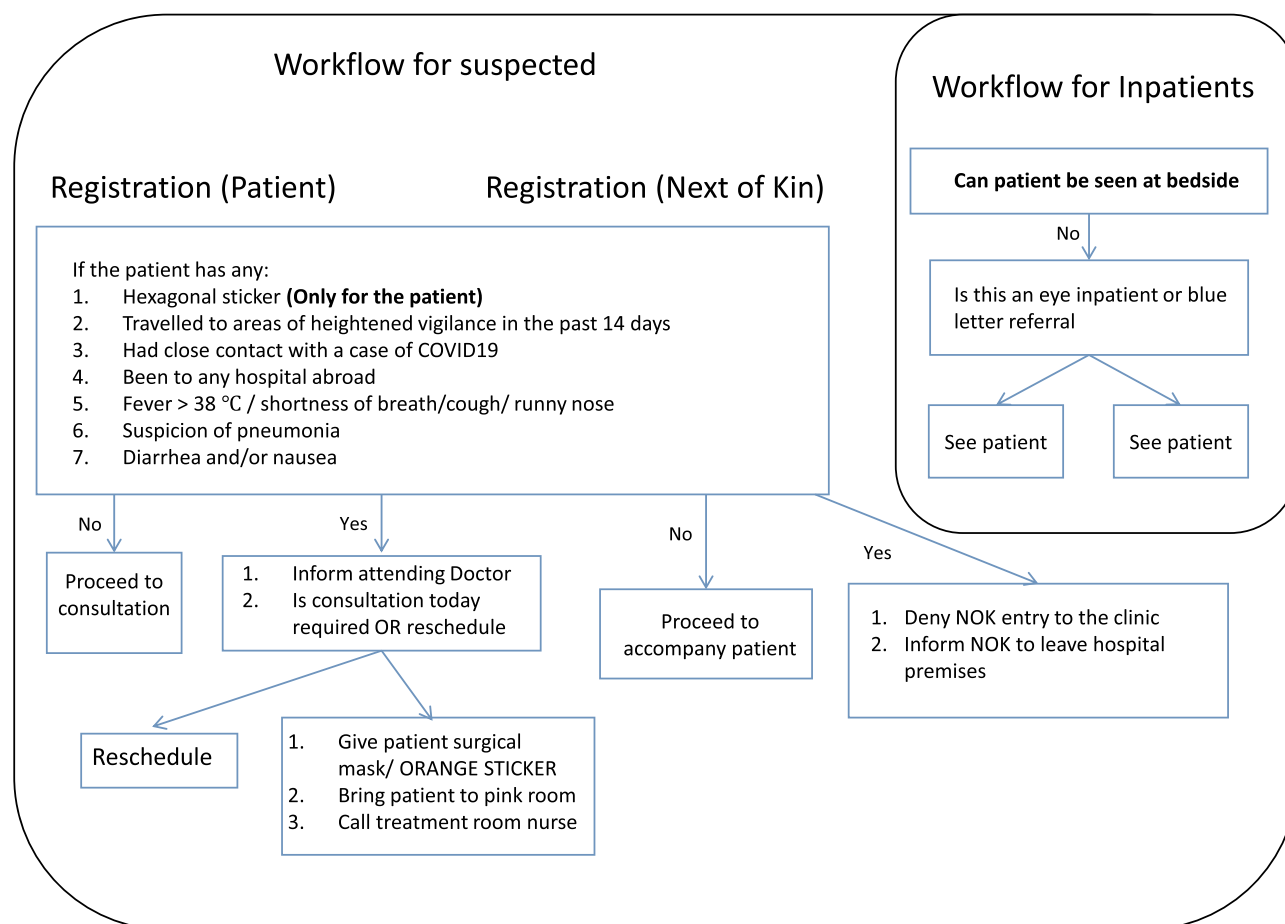 Workflow for suspected
Registration (Patient)
Registration (Next of Kin)
If the patient has any:
1. Hexagonal sticker (Only for the patient)
2. Travelled to areas of heightened vigilance in the past 14 days
3. Had close contact with a case of COVID19
4. Been to any hospital abroad
5. Fever > 38 ℃ / shortness of breath/cough/ runny nose
6. Suspicion of pneumonia
7. Diarrhea and/or nausea
No
Proceed to
consultation
Yes
1. Inform attending Doctor
2. Is consultation today
required OR reschedule
Reschedule
1. Give patient surgical
mask/ ORANGE STICKER
2. Bring patient to pink room
3. Call treatment room nurse
No
Proceed to
accompany patient
Yes
1. Deny NOK entry to the clinic
2. Inform NOK to leave hospital
premises
Workflow for Inpatients
Can patient be seen at bedside
No
Is this an eye inpatient or blue
letter referral
See patient
See patient